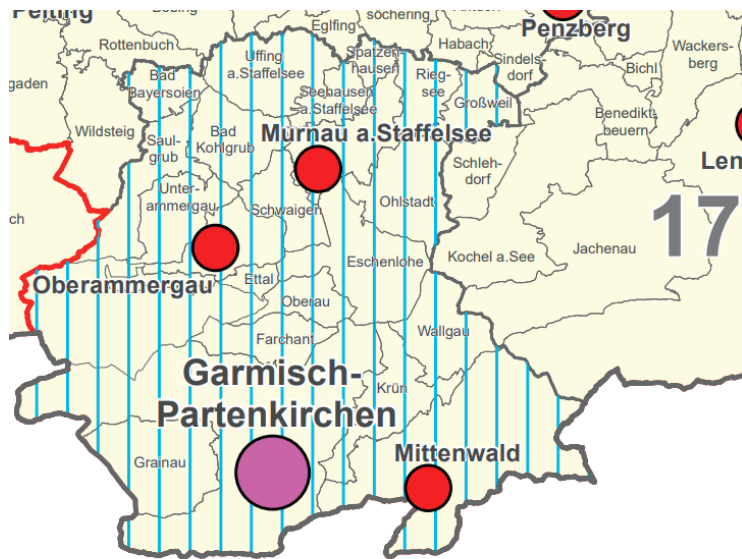 Peiting
Böbing
Eglfing
söchering
Penzberg
Rottenbuch
Uffing
a.Staffelsee
Spatzen-
hausen
Habach
Sindels-
dorf
Wackers-
berg
Bichl
gaden
Bad
Bayersoien
Seehausen
a.Staffelsee
Rieg-
see
Großweil
Benedikt-
beuern
Wildsteig
Saul-
grub
Bad
Kohlgrub
Murnau a.Staffelsee
Schleh-
dorf
Len
Unter-
ammergau
Schwaigen
Ohlstadt
17
ch
Kochel a.See
Jachenau
Oberammergau
Ettal
Eschenlohe
Oberau
Farchant
Wallgau
Garmisch-
Partenkirchen
Krün
Grainau
Mittenwald